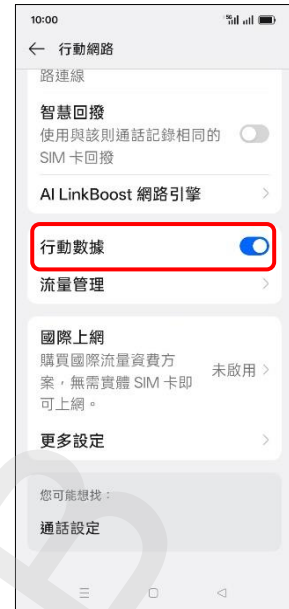 10:00
5G
行動網路
路連線
智慧回撥
使用與該則通話記錄相同的
SIM 卡回撥
AI LinkBoost 網路引擎
行動數據
流量管理
國際上網
購買國際流量資費方
案，無需實體 SIM 卡即
可上網。
未啟用
更多設定
您可能想找：
通話設定